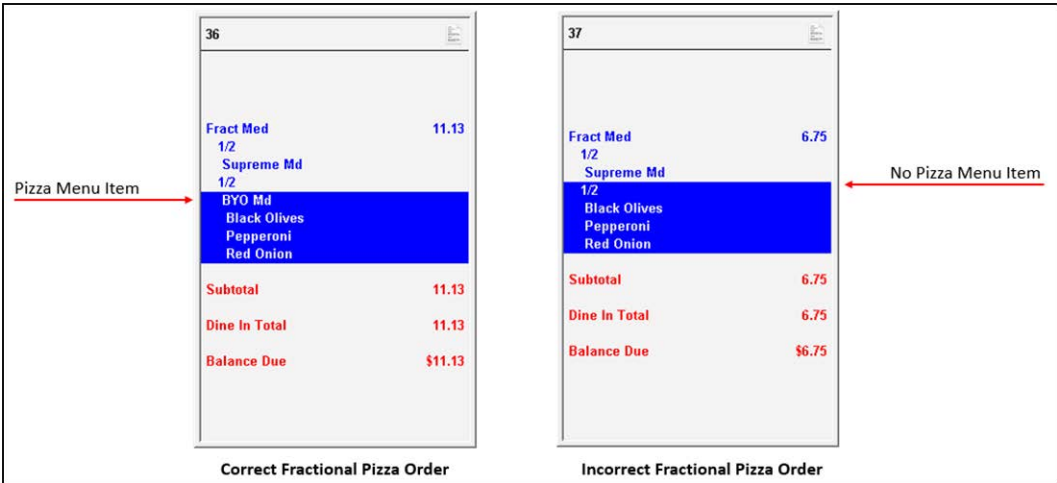 36
Fract Med 11.13
1/2
Supreme Md
1/2
Pizza Menu Item
BYO Md
Black Olives
Pepperoni
Red Onion
Subtotal 11.13
Dine In Total 11.13
Balance Due $11.13
Correct Fractional Pizza Order
37
Fract Med 6.75
1/2
Supreme Md
No Pizza Menu Item
1/2
Black Olives
Pepperoni
Red Onion
Subtotal 6.75
Dine In Total 6.75
Balance Due $6.75
Incorrect Fractional Pizza Order